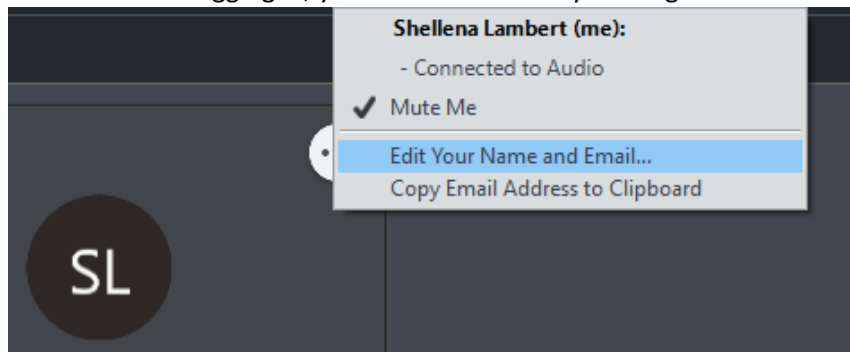 Shellena Lambert (me):
- Connected to Audio
Mute Me
Edit Your Name and Email...
Copy Email Address to Clipboard
SL